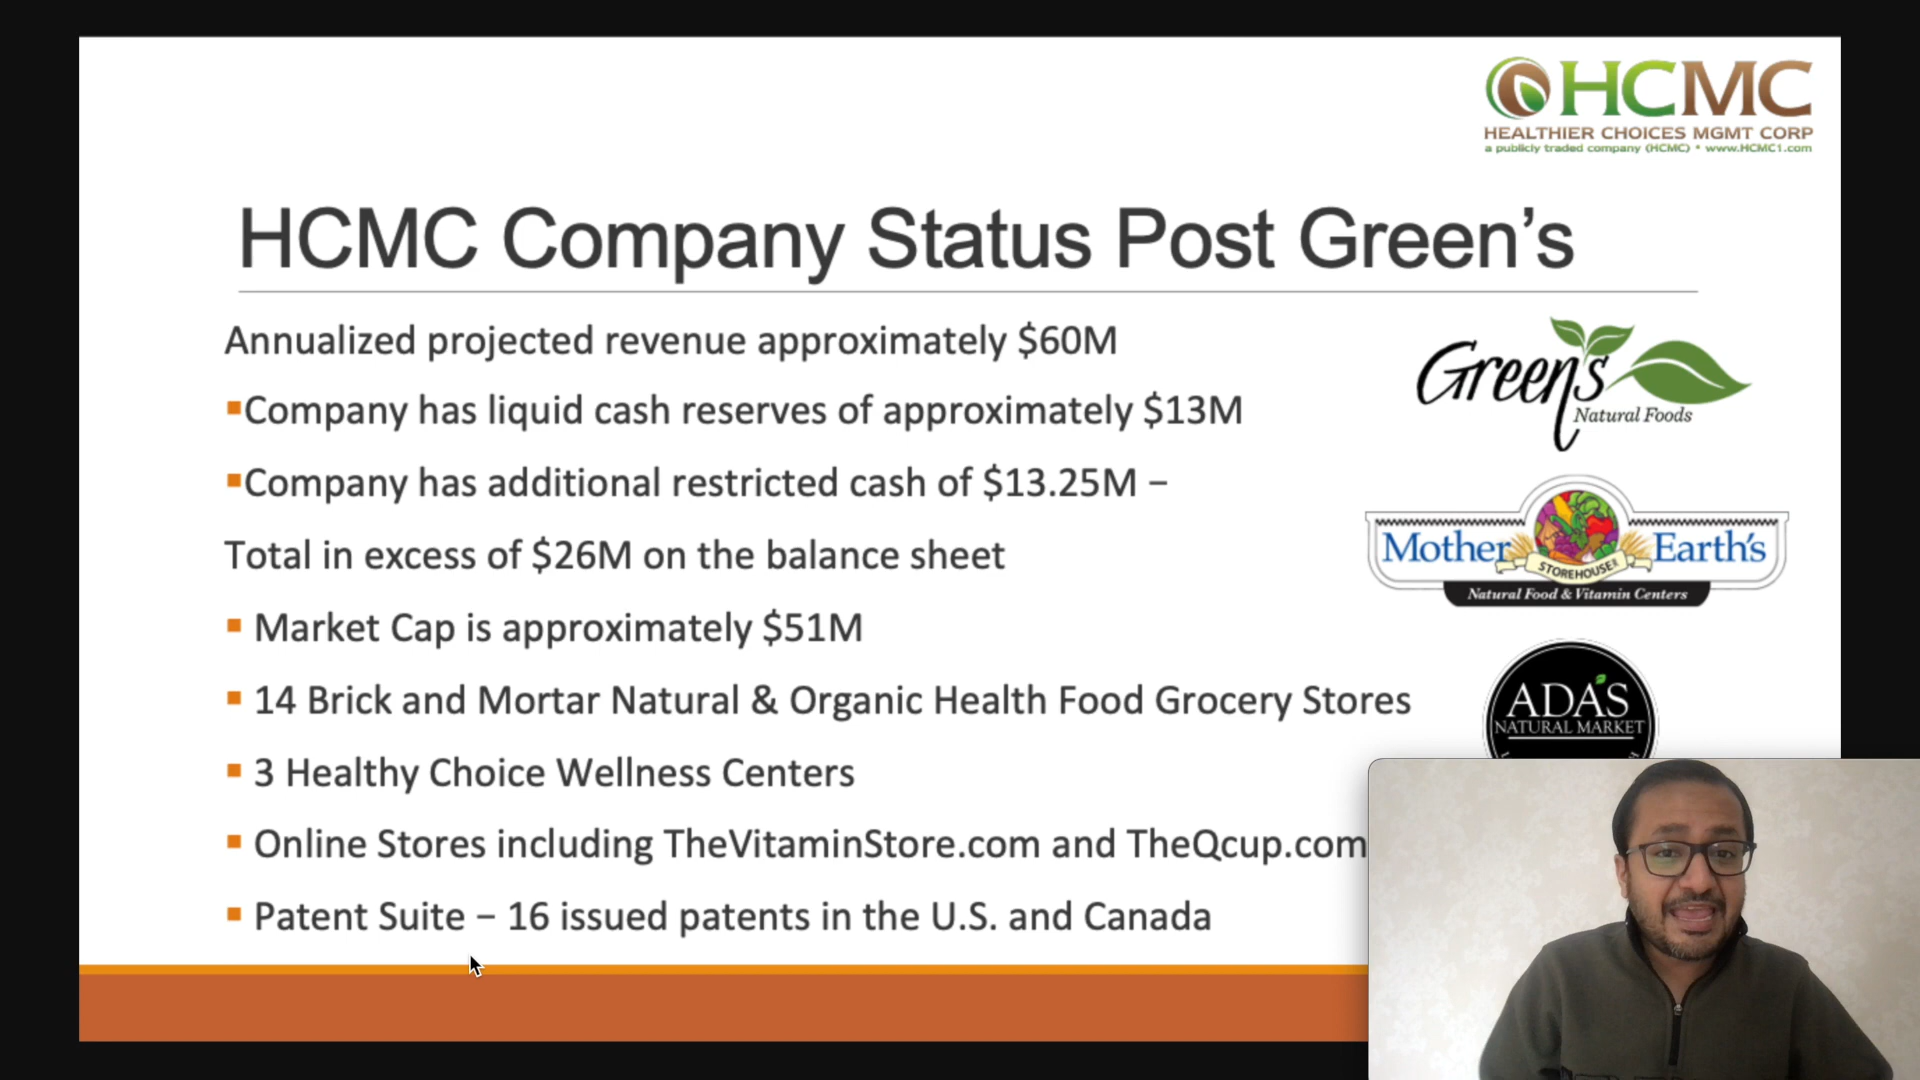 HCMC
HEALTHIER CHOICES MGMT CORP
a publicly traded company (HCMC) • www.HCMC1.com
HCMC Company Status Post Green's
Annualized projected revenue approximately $60M
▪Company has liquid cash reserves of approximately $13M
▪Company has additional restricted cash of $13.25M –
Total in excess of $26M on the balance sheet
▪ Market Cap is approximately $51M
▪ 14 Brick and Mortar Natural & Organic Health Food Grocery Stores
▪ 3 Healthy Choice Wellness Centers
▪ Online Stores including TheVitaminStore.com and TheQcup.com
▪ Patent Suite – 16 issued patents in the U.S. and Canada
Green's
Natural Foods
Mother Earth's
STOREHOUSE
Natural Food & Vitamin Centers
ADA'S
NATURAL MARKET